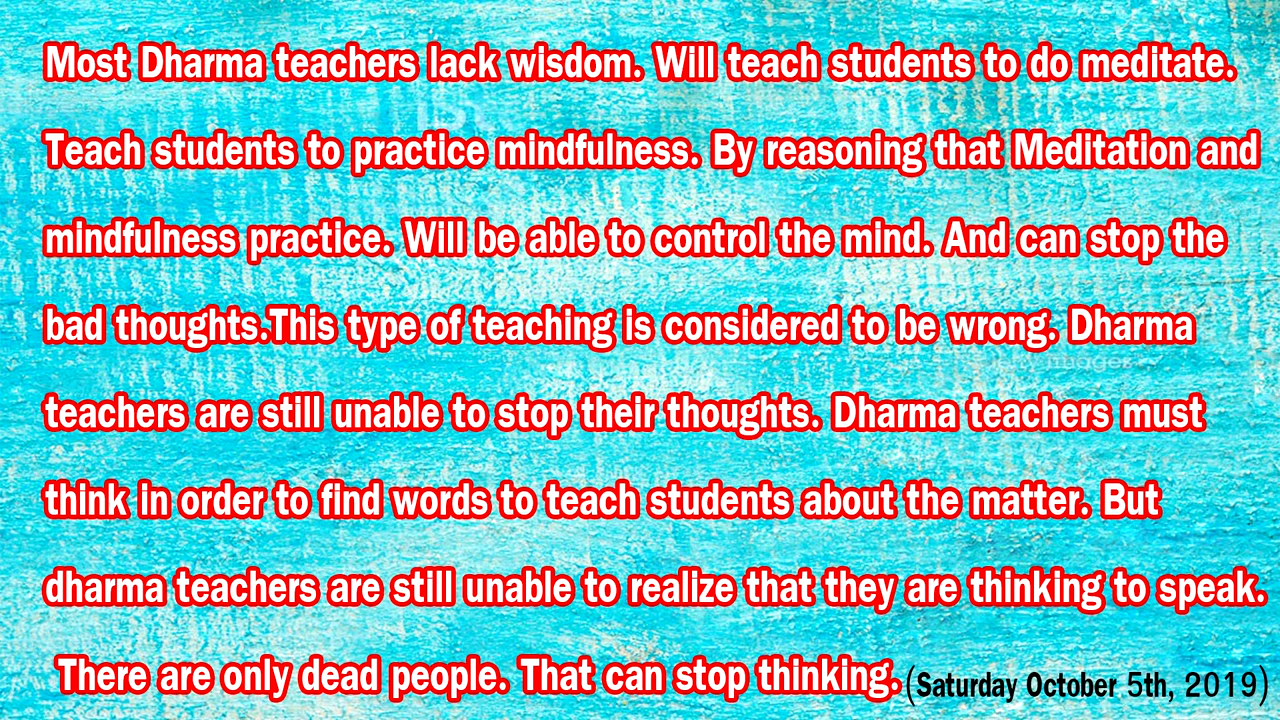 Most Dharma teachers lack wisdom. Will teach students to do meditate.
Teach students to practice mindfulness. By reasoning that Meditation and
mindfulness practice. Will be able to control the mind. And can stop the
bad thoughts.This type of teaching is considered to be wrong. Dharma
teachers are still unable to stop their thoughts. Dharma teachers must
think in order to find words to teach students about the matter. But
dharma teachers are still unable to realize that they are thinking to speak.
There are only dead people. That can stop thinking. (Saturday October 5th, 2019)